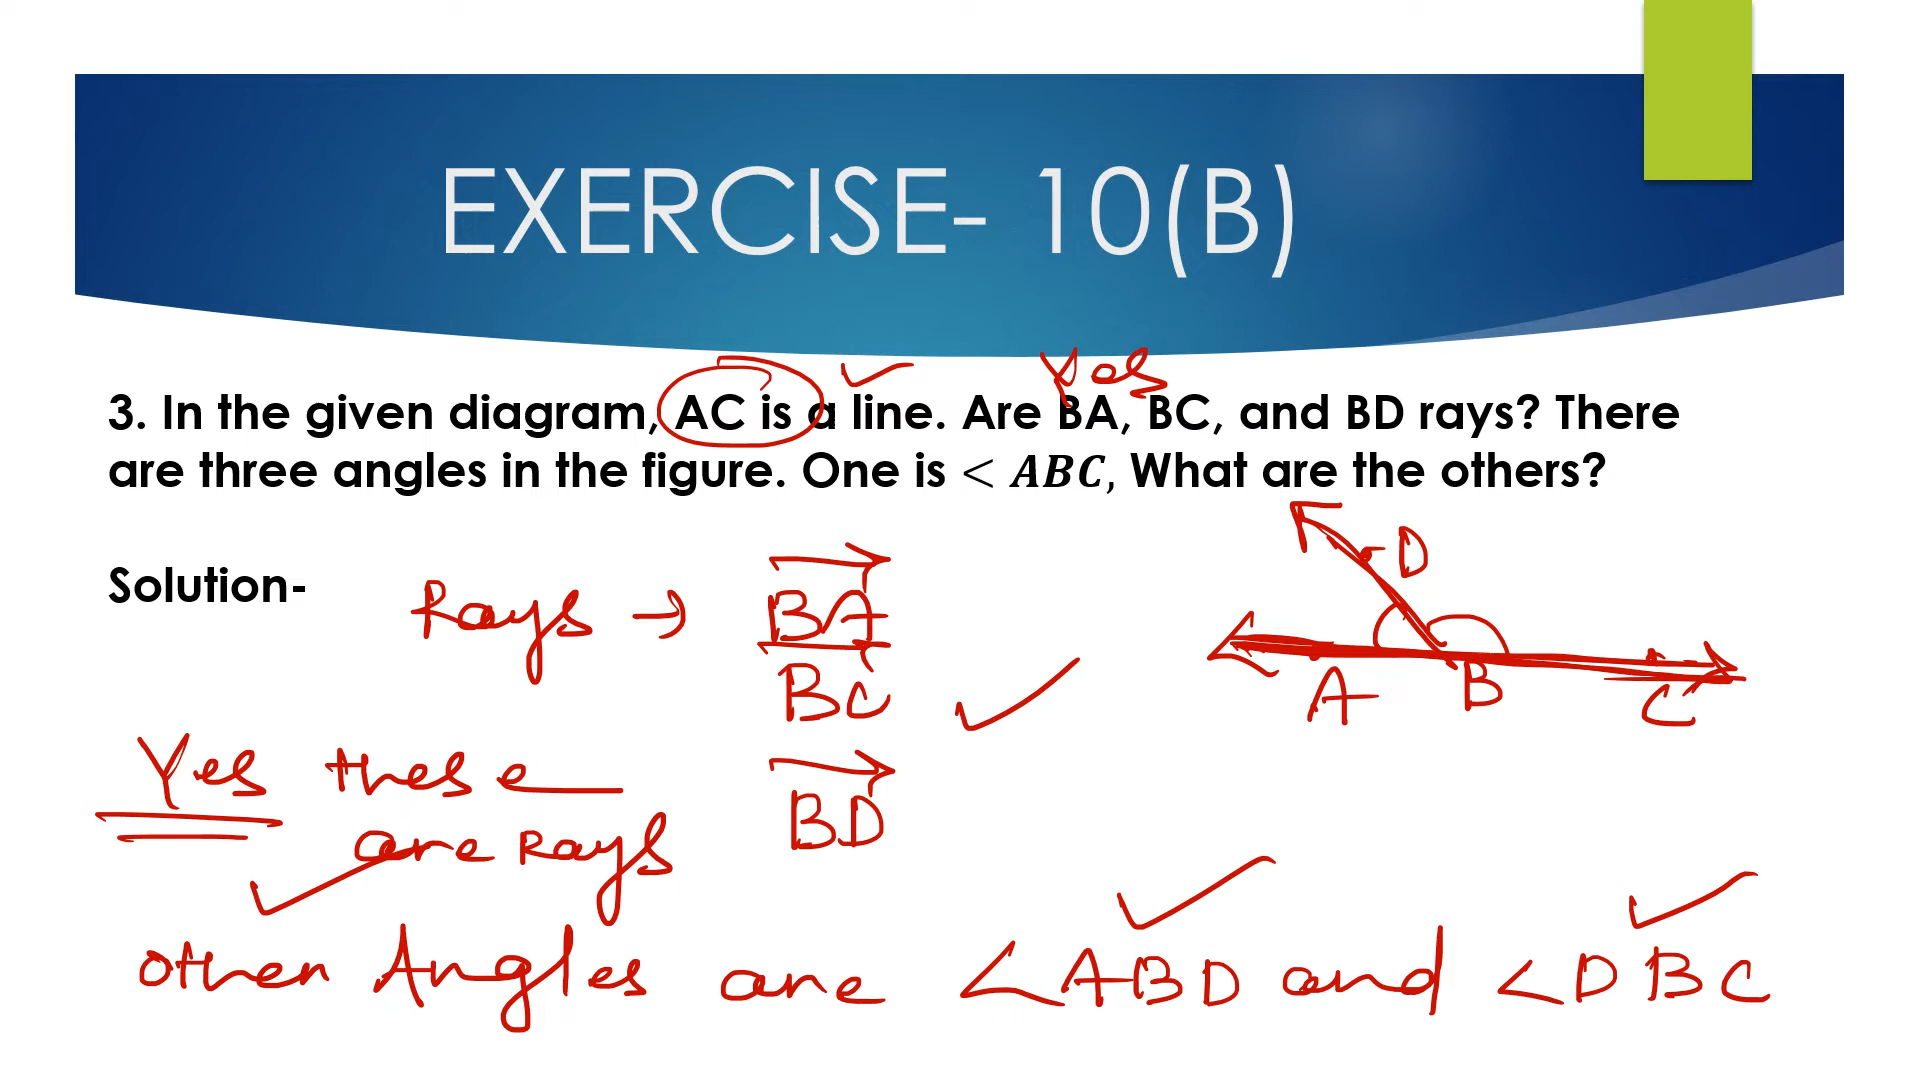 EXERCISE- 10(B)
Yes
3. In the given diagram, AC is a line. Are BA, BC, and BD rays? There
are three angles in the figure. One is < ABC, What are the others?
D
Solution- Rays → BA
A B C
BC
Yes these
are Rays
BD
other Angles are ∠ABD and ∠DBC